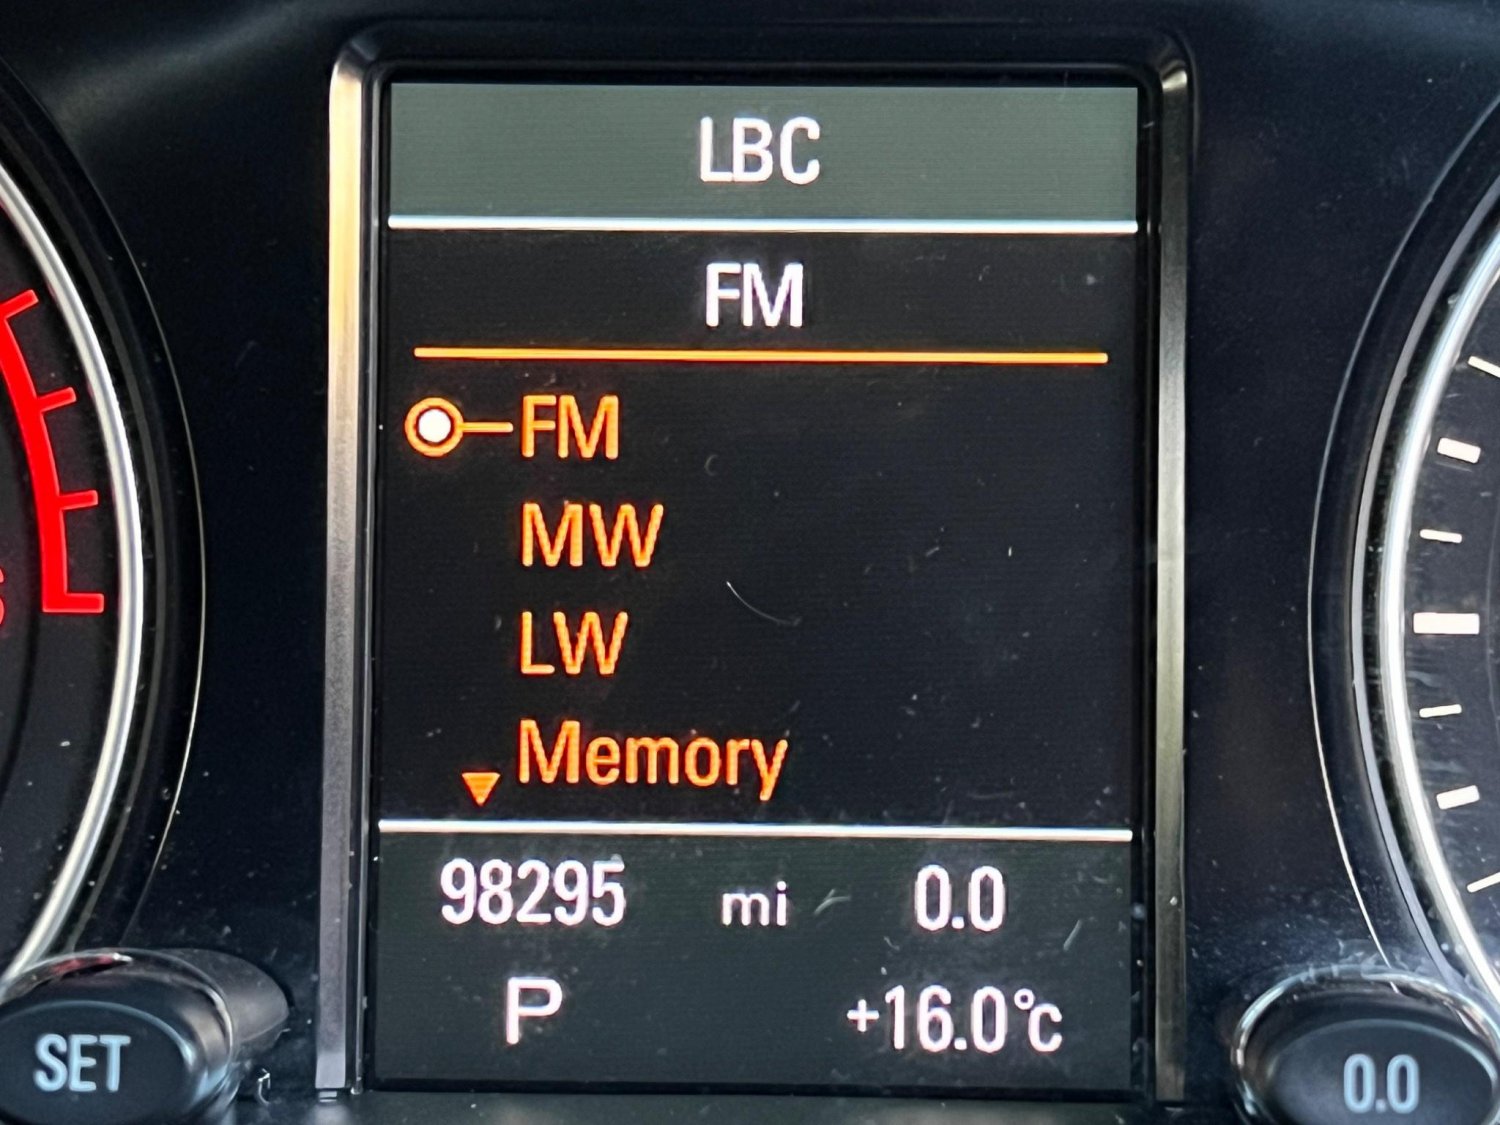 LBC
FM
FM
MW
LW
Memory
98295 mi 0.0
P +16.0°C
SET
0.0